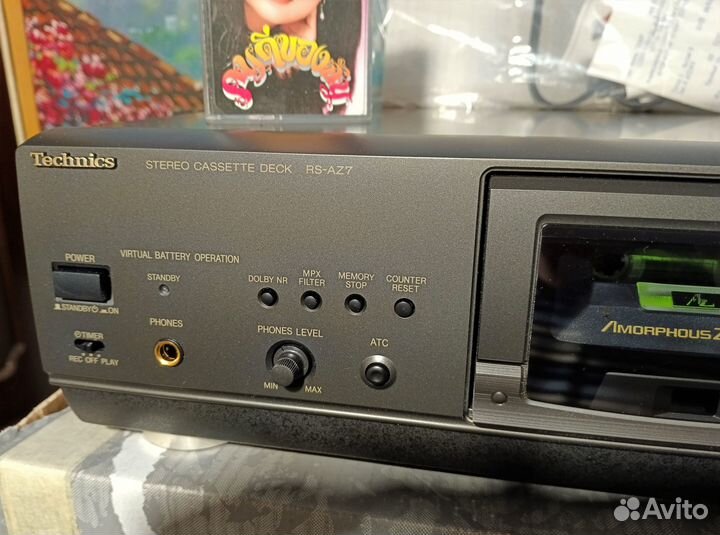 Technics
STEREO CASSETTE DECK RS-AZ7
POWER
VIRTUAL BATTERY OPERATION
STANDBY
STANDBY ON
DOLBY NR
MPX
FILTER
MEMORY
STOP
COUNTER
RESET
TIMER
REC OFF PLAY
PHONES
PHONES LEVEL
MIN
MAX
ATC
AMORPHOUS
Avito